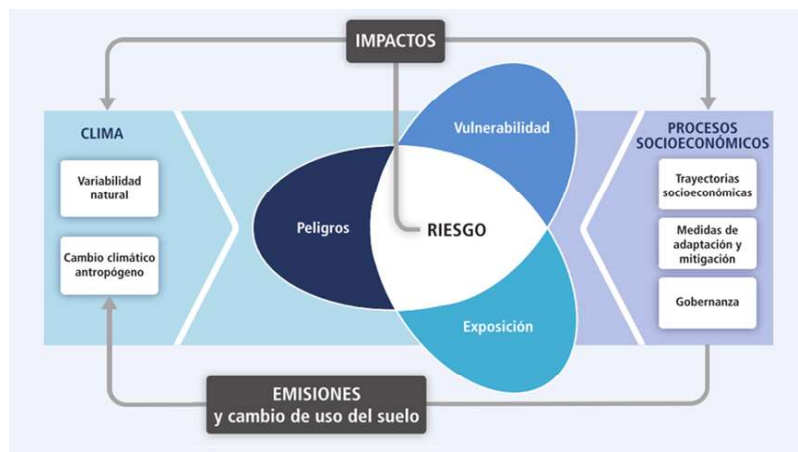 IMPACTOS
CLIMA
Variabilidad
natural
Cambio climático
antropógeno
Peligros
Vulnerabilidad
RIESGO
Exposición
PROCESOS
SOCIOECONÓMICOS
Trayectorias
socioeconómicas
Medidas de
adaptación y
mitigación
Gobernanza
EMISIONES
y cambio de uso del suelo